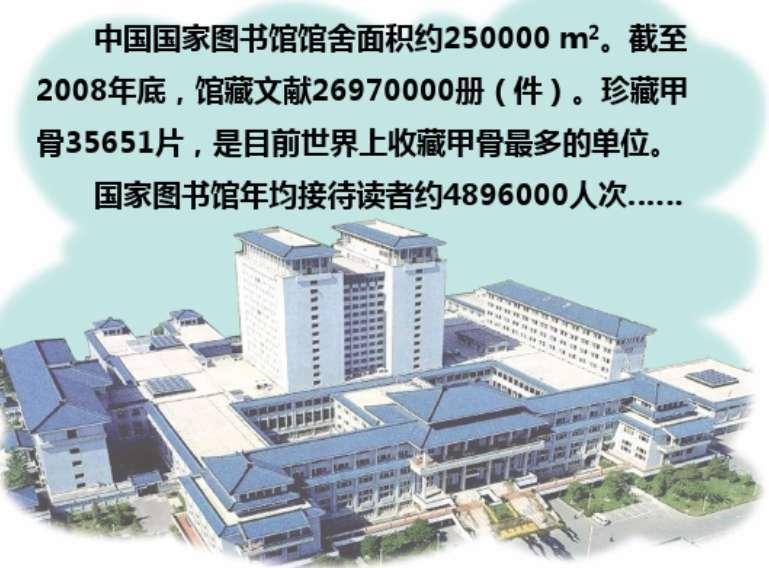 中国国家图书馆馆舍面积约250000 m²。截至
2008年底，馆藏文献26970000册（件）。珍藏甲
骨35651片，是目前世界上收藏甲骨最多的单位。
国家图书馆年均接待读者约4896000人次……